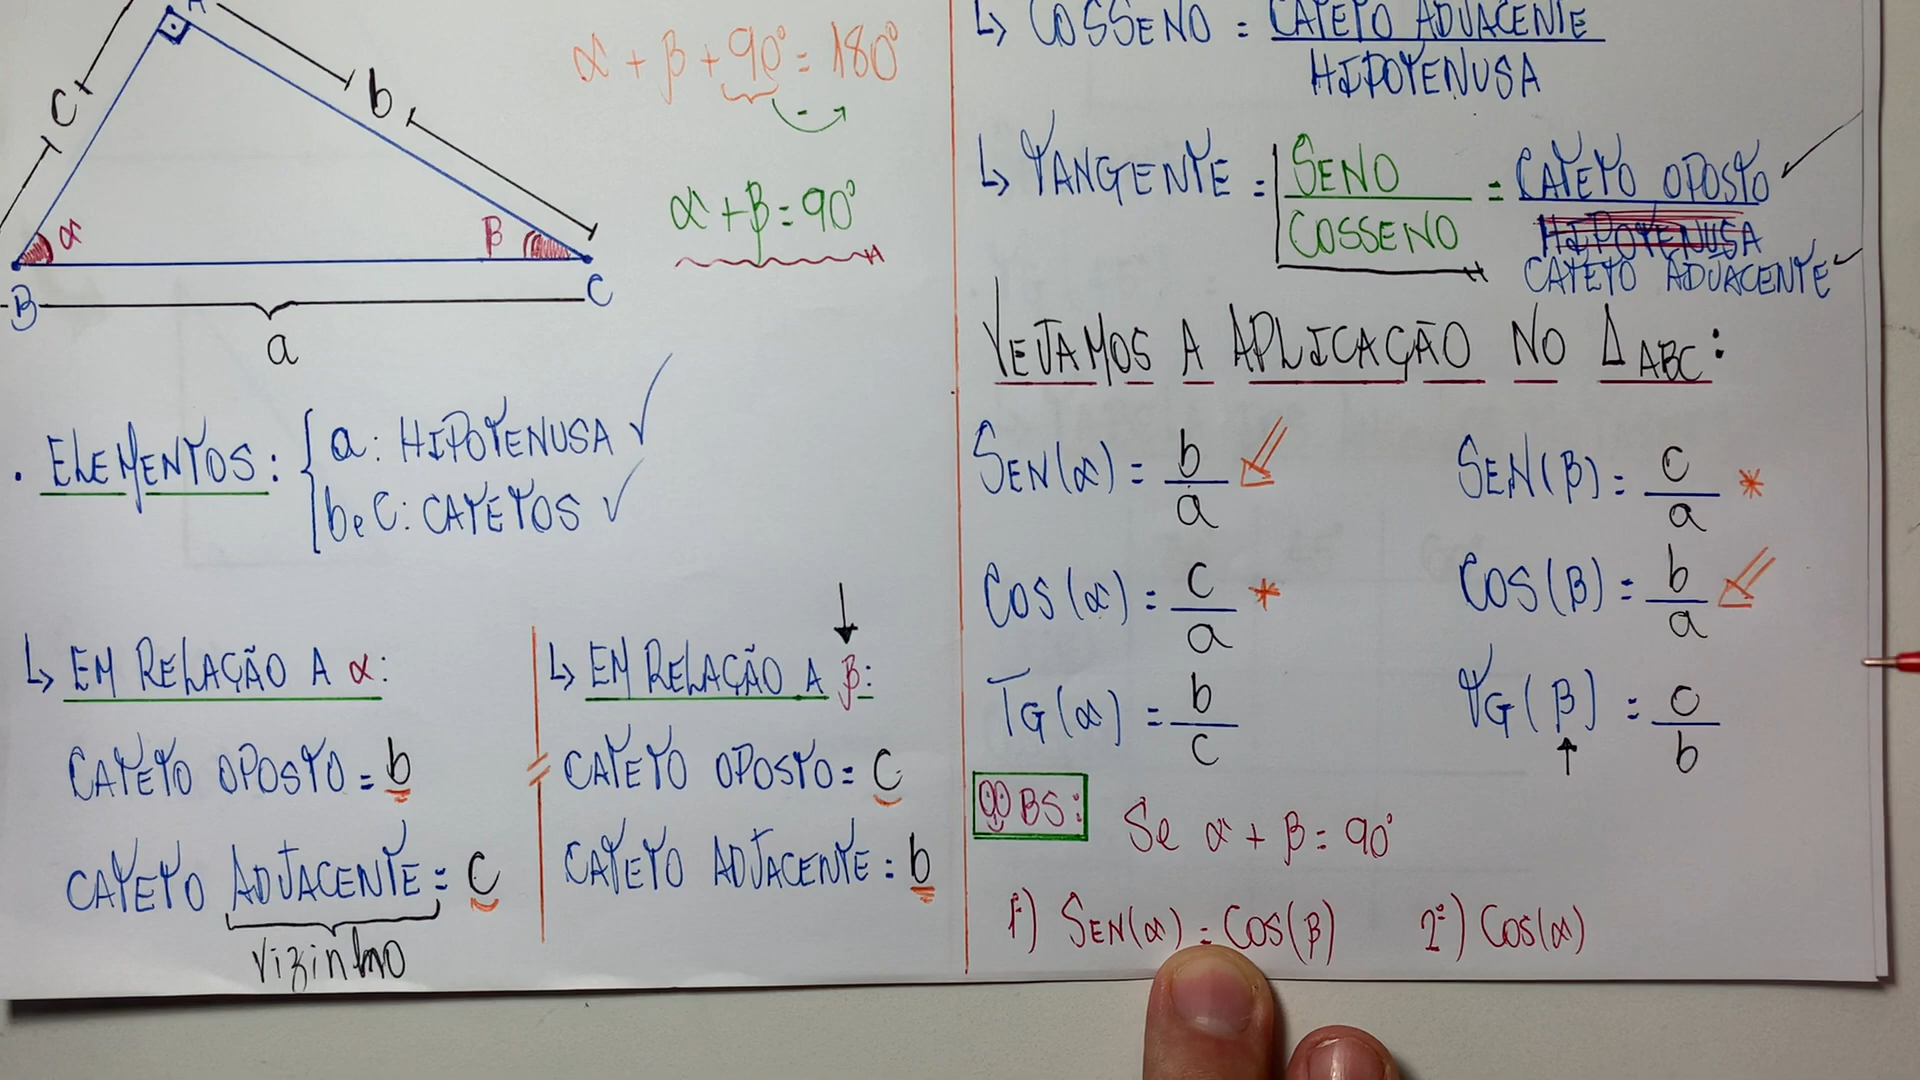 A
c
b
α
β
B
C
a
α + β + 90° = 180°
-
α + β = 90°
. ELEMENTOS: { a: HIPOTENUSA ✓
b e c: CATETOS ✓
↳ EM RELAÇÃO A α:
CATETO OPOSTO = b
CATETO ADJACENTE = c
vizinho
↳ EM RELAÇÃO A β:
CATETO OPOSTO = c
CATETO ADJACENTE = b
↳ COSSENO = CATETO ADJACENTE
HIPOTENUSA
↳ TANGENTE = SENO = CATETO OPOSTO
COSSENO HIPOTENUSA
CATETO ADJACENTE
VEJAMOS A APLICAÇÃO NO Δ ABC:
SEN(α) = b/a
SEN(β) = c/a *
COS(α) = c/a *
COS(β) = b/a
TG(α) = b/c
TG(β) = c/b
OBS: Se α + β = 90°
1º) SEN(α) = COS(β) 2º) COS(α)